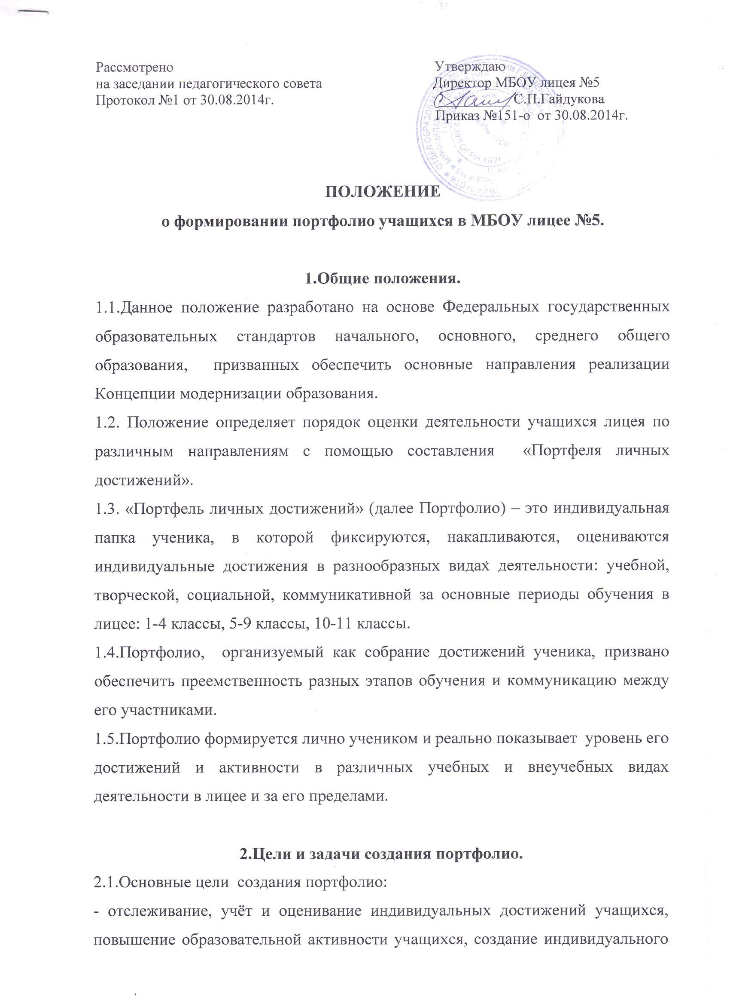 Рассмотрено
на заседании педагогического совета
Протокол №1 от 30.08.2014г.
Утверждаю
Директор МБОУ лицея №5
С.П.Гайдукова
Приказ №151-о от 30.08.2014г.
ПОЛОЖЕНИЕ
о формировании портфолио учащихся в МБОУ лицее №5.
1.Общие положения.
1.1.Данное положение разработано на основе Федеральных государственных
образовательных стандартов начального, основного, среднего общего
образования, призванных обеспечить основные направления реализации
Концепции модернизации образования.
1.2. Положение определяет порядок оценки деятельности учащихся лицея по
различным направлениям с помощью составления «Портфеля личных
достижений».
1.3. «Портфель личных достижений» (далее Портфолио) – это индивидуальная
папка ученика, в которой фиксируются, накапливаются, оцениваются
индивидуальные достижения в разнообразных видах деятельности: учебной,
творческой, социальной, коммуникативной за основные периоды обучения в
лицее: 1-4 классы, 5-9 классы, 10-11 классы.
1.4.Портфолио, организуемый как собрание достижений ученика, призвано
обеспечить преемственность разных этапов обучения и коммуникацию между
его участниками.
1.5.Портфолио формируется лично учеником и реально показывает уровень его
достижений и активности в различных учебных и внеучебных видах
деятельности в лицее и за его пределами.
2.Цели и задачи создания портфолио.
2.1.Основные цели создания портфолио:
- отслеживание, учёт и оценивание индивидуальных достижений учащихся,
повышение образовательной активности учащихся, создание индивидуального